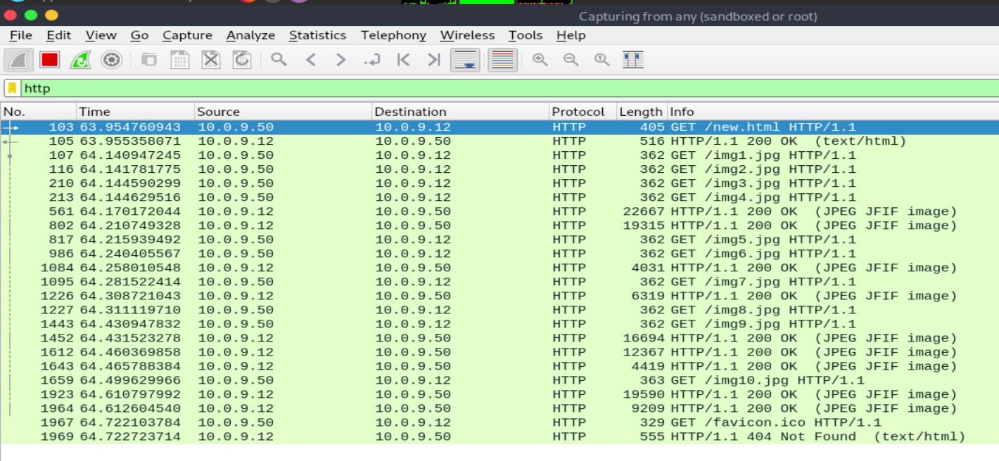 Capturing from any (sandboxed or root)
File Edit View Go Capture Analyze Statistics Telephony Wireless Tools Help
http
No. Time Source Destination Protocol Length Info
103 63.954760943 10.0.9.50 10.0.9.12 HTTP 405 GET /new.html HTTP/1.1
105 63.955358071 10.0.9.12 10.0.9.50 HTTP 516 HTTP/1.1 200 OK (text/html)
107 64.140947245 10.0.9.50 10.0.9.12 HTTP 362 GET /img1.jpg HTTP/1.1
116 64.141781775 10.0.9.50 10.0.9.12 HTTP 362 GET /img2.jpg HTTP/1.1
210 64.144590299 10.0.9.50 10.0.9.12 HTTP 362 GET /img3.jpg HTTP/1.1
213 64.144629516 10.0.9.50 10.0.9.12 HTTP 362 GET /img4.jpg HTTP/1.1
561 64.170172044 10.0.9.12 10.0.9.50 HTTP 22667 HTTP/1.1 200 OK (JPEG JFIF image)
802 64.210749328 10.0.9.12 10.0.9.50 HTTP 19315 HTTP/1.1 200 OK (JPEG JFIF image)
817 64.215939492 10.0.9.50 10.0.9.12 HTTP 362 GET /img5.jpg HTTP/1.1
986 64.240405567 10.0.9.50 10.0.9.12 HTTP 362 GET /img6.jpg HTTP/1.1
1084 64.258010548 10.0.9.12 10.0.9.50 HTTP 4031 HTTP/1.1 200 OK (JPEG JFIF image)
1095 64.281522414 10.0.9.50 10.0.9.12 HTTP 362 GET /img7.jpg HTTP/1.1
1226 64.308721043 10.0.9.12 10.0.9.50 HTTP 6319 HTTP/1.1 200 OK (JPEG JFIF image)
1227 64.311119710 10.0.9.50 10.0.9.12 HTTP 362 GET /img8.jpg HTTP/1.1
1443 64.430947832 10.0.9.50 10.0.9.12 HTTP 362 GET /img9.jpg HTTP/1.1
1452 64.431523278 10.0.9.12 10.0.9.50 HTTP 16694 HTTP/1.1 200 OK (JPEG JFIF image)
1612 64.460369858 10.0.9.12 10.0.9.50 HTTP 12367 HTTP/1.1 200 OK (JPEG JFIF image)
1643 64.465788384 10.0.9.12 10.0.9.50 HTTP 4419 HTTP/1.1 200 OK (JPEG JFIF image)
1659 64.499629966 10.0.9.50 10.0.9.12 HTTP 363 GET /img10.jpg HTTP/1.1
1923 64.610797992 10.0.9.12 10.0.9.50 HTTP 19590 HTTP/1.1 200 OK (JPEG JFIF image)
1964 64.612604540 10.0.9.12 10.0.9.50 HTTP 9209 HTTP/1.1 200 OK (JPEG JFIF image)
1967 64.722103784 10.0.9.50 10.0.9.12 HTTP 329 GET /favicon.ico HTTP/1.1
1969 64.722723714 10.0.9.12 10.0.9.50 HTTP 555 HTTP/1.1 404 Not Found (text/html)